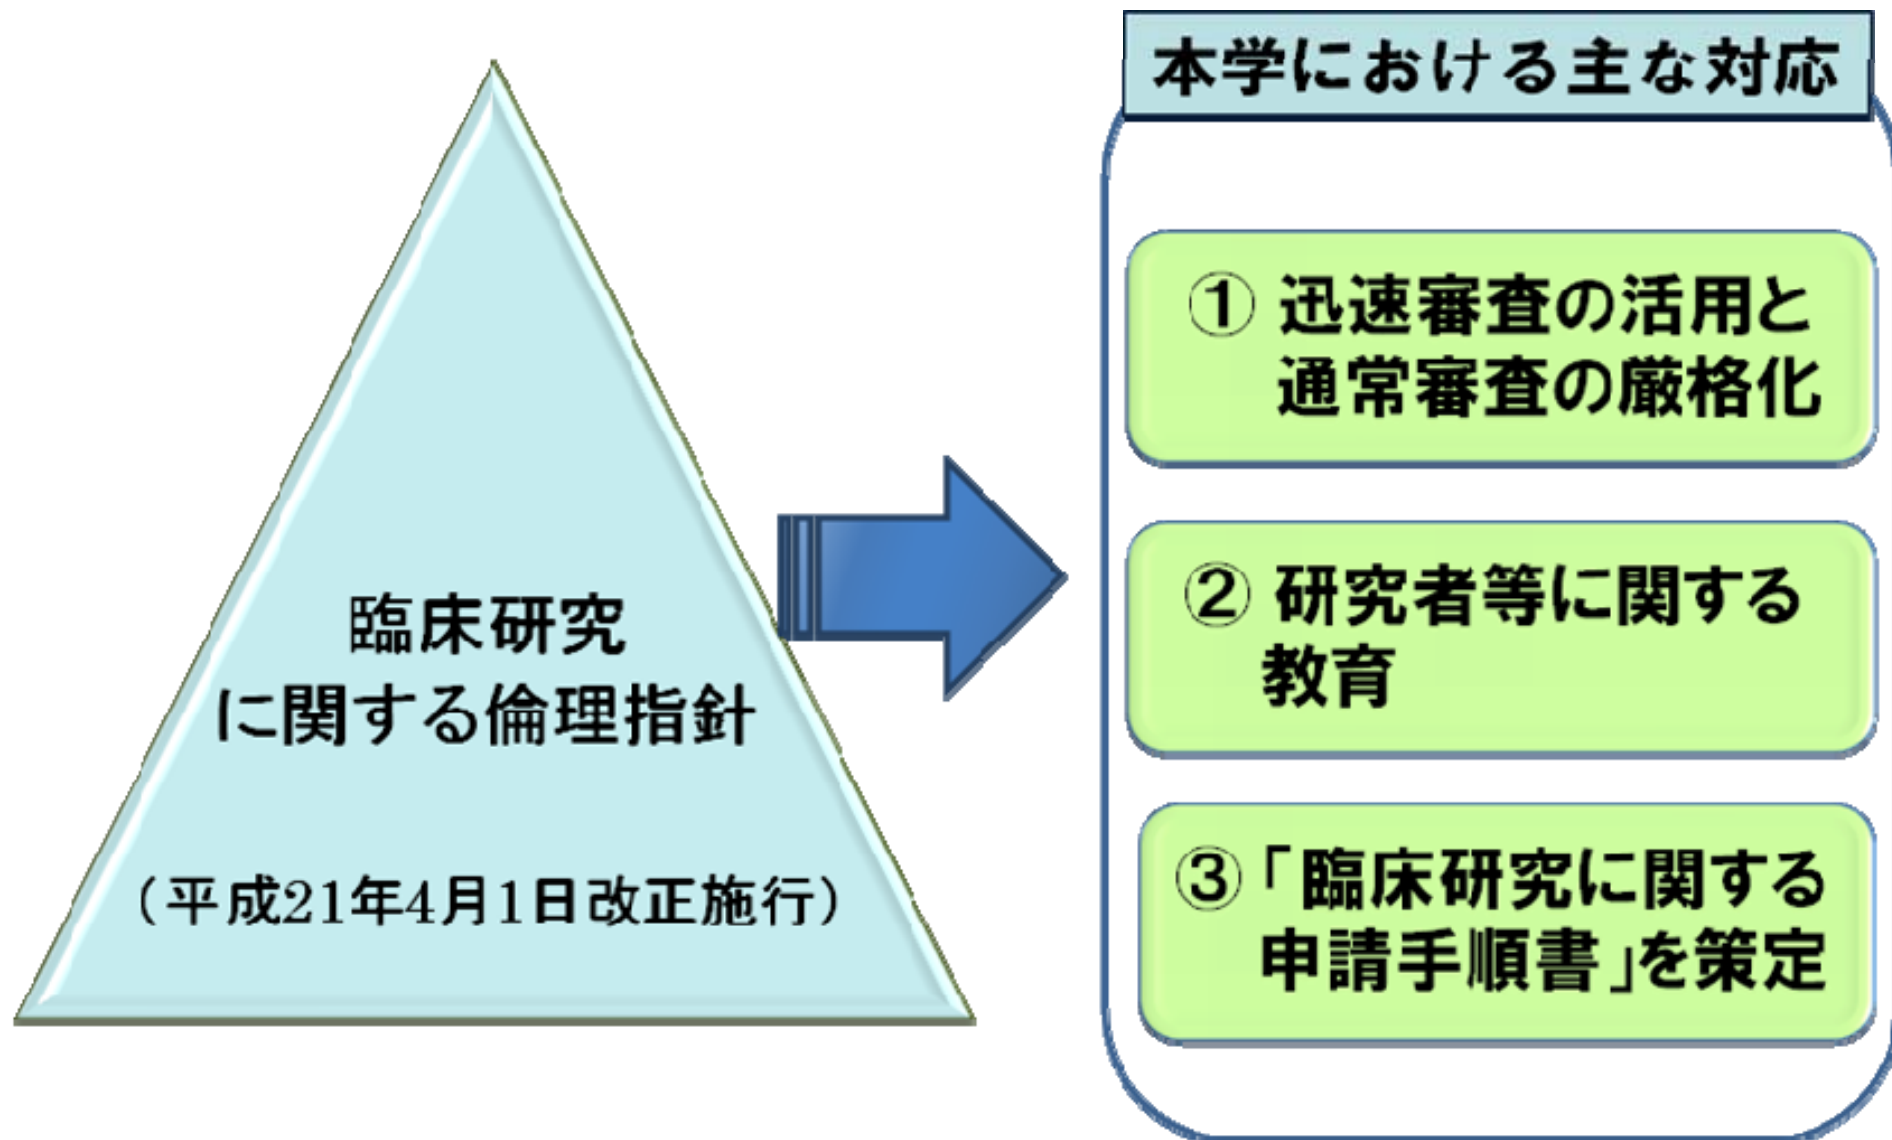 臨床研究
に関する倫理指針
（平成21年4月1日改正施行）
本学における主な対応
① 迅速審査の活用と
通常審査の厳格化
② 研究者等に関する
教育
③「臨床研究に関する
申請手順書」を策定